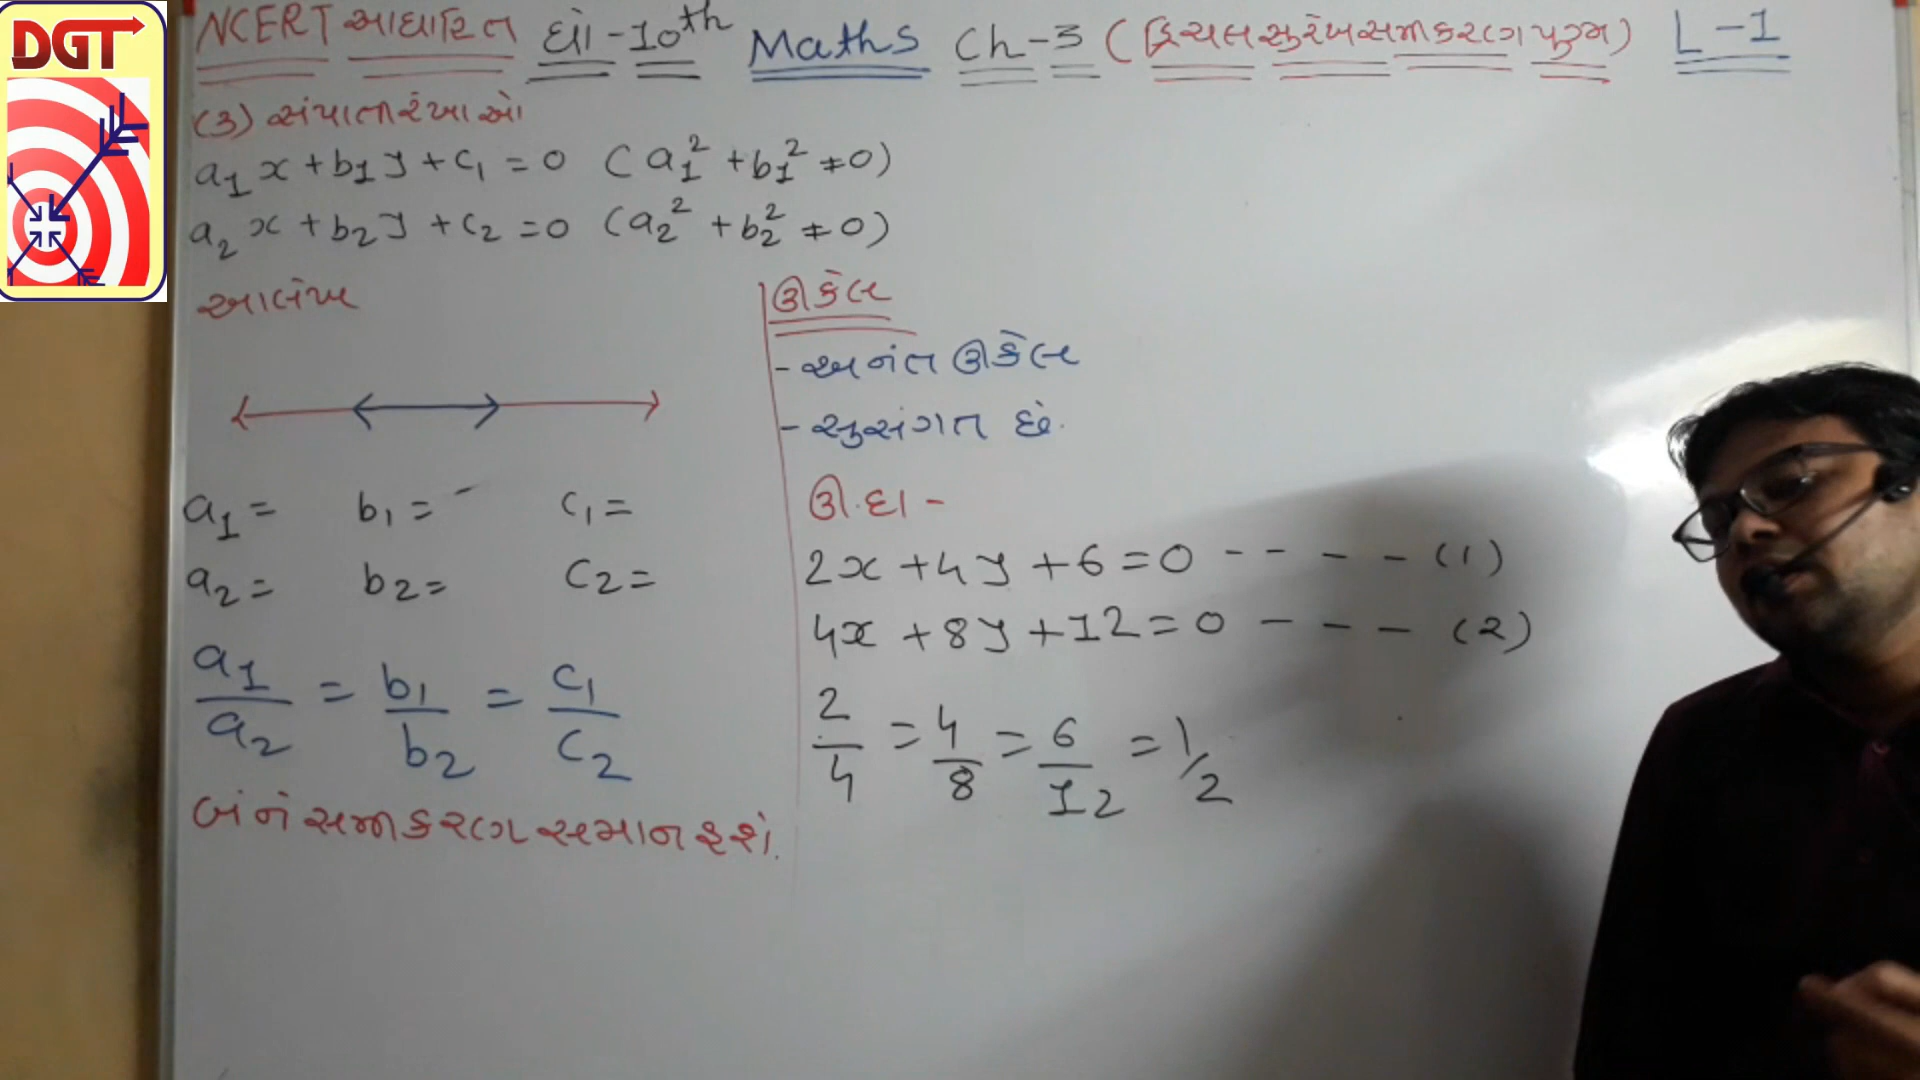 DGT
NCERT આધારિત ધો-10th Maths Ch-3 (દ્વિચલ સુરેખ સમીકરણ યુગ્મ) L-1
(3) સંપાતી રેખાઓ
a₁x + b₁y + c₁ = 0 (a₁² + b₁² ≠ 0)
a₂x + b₂y + c₂ = 0 (a₂² + b₂² ≠ 0)
આલેખ
a₁ = b₁ = c₁ =
a₂ = b₂ = c₂ =
a₁/a₂ = b₁/b₂ = c₁/c₂
બંને સમીકરણ સમાન હશે.
ઊકેલ
- અનંત ઊકેલ
- સુસંગત છે.
ઊ.દા -
2x + 4y + 6 = 0 - - - - (1)
4x + 8y + 12 = 0 - - - (2)
2/4 = 4/8 = 6/12 = 1/2